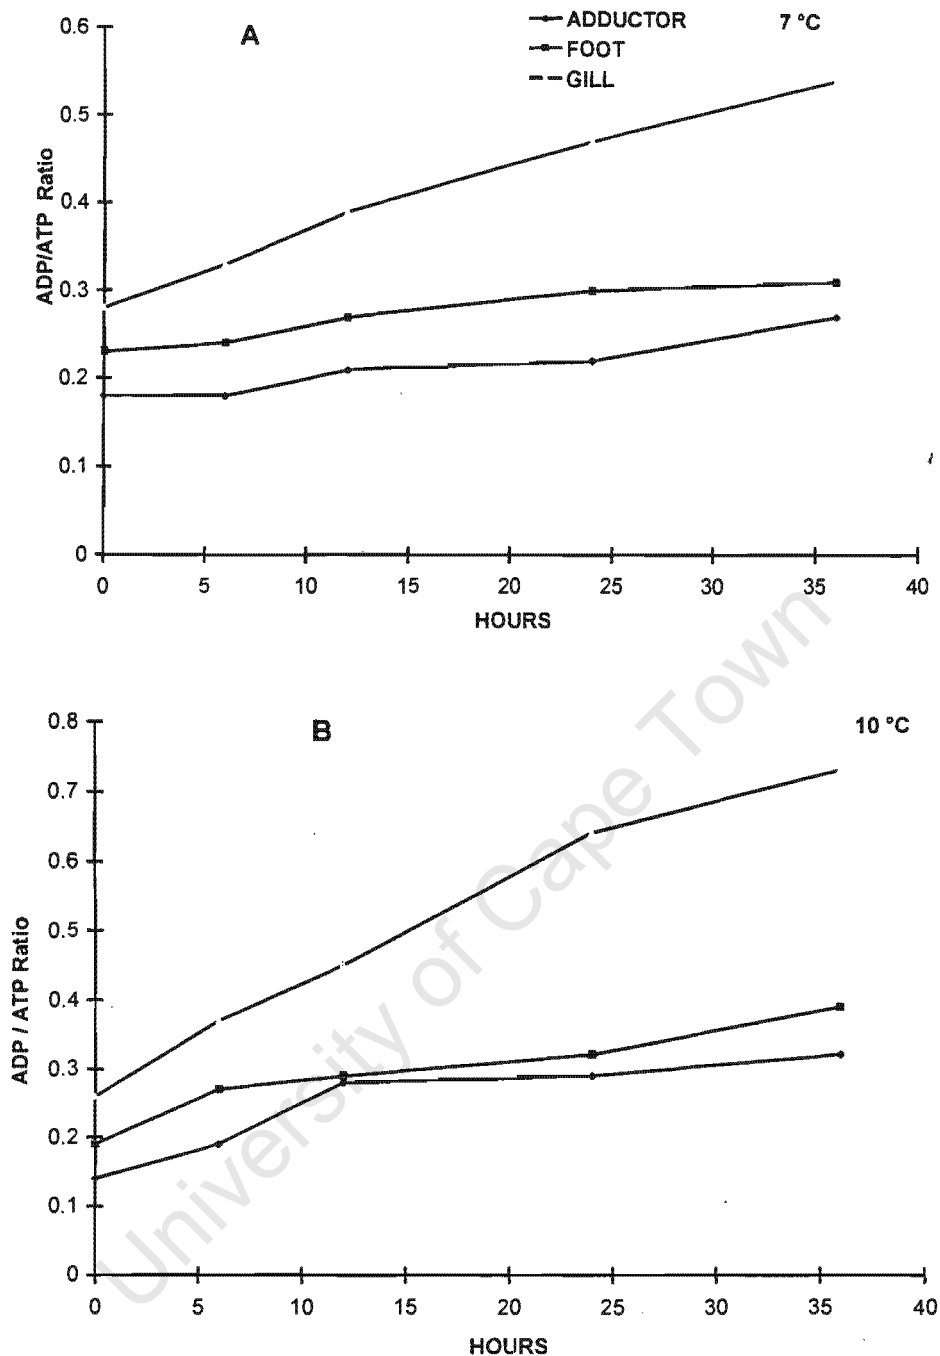 A
ADDUCTOR
FOOT
GILL
7 °C
0.6
0.5
0.4
0.3
0.2
0.1
0
ADP/ATP Ratio
0 5 10 15 20 25 30 35 40
HOURS
B
10 °C
0.8
0.7
0.6
0.5
0.4
0.3
0.2
0.1
0
ADP / ATP Ratio
0 5 10 15 20 25 30 35 40
HOURS
University of Cape Town